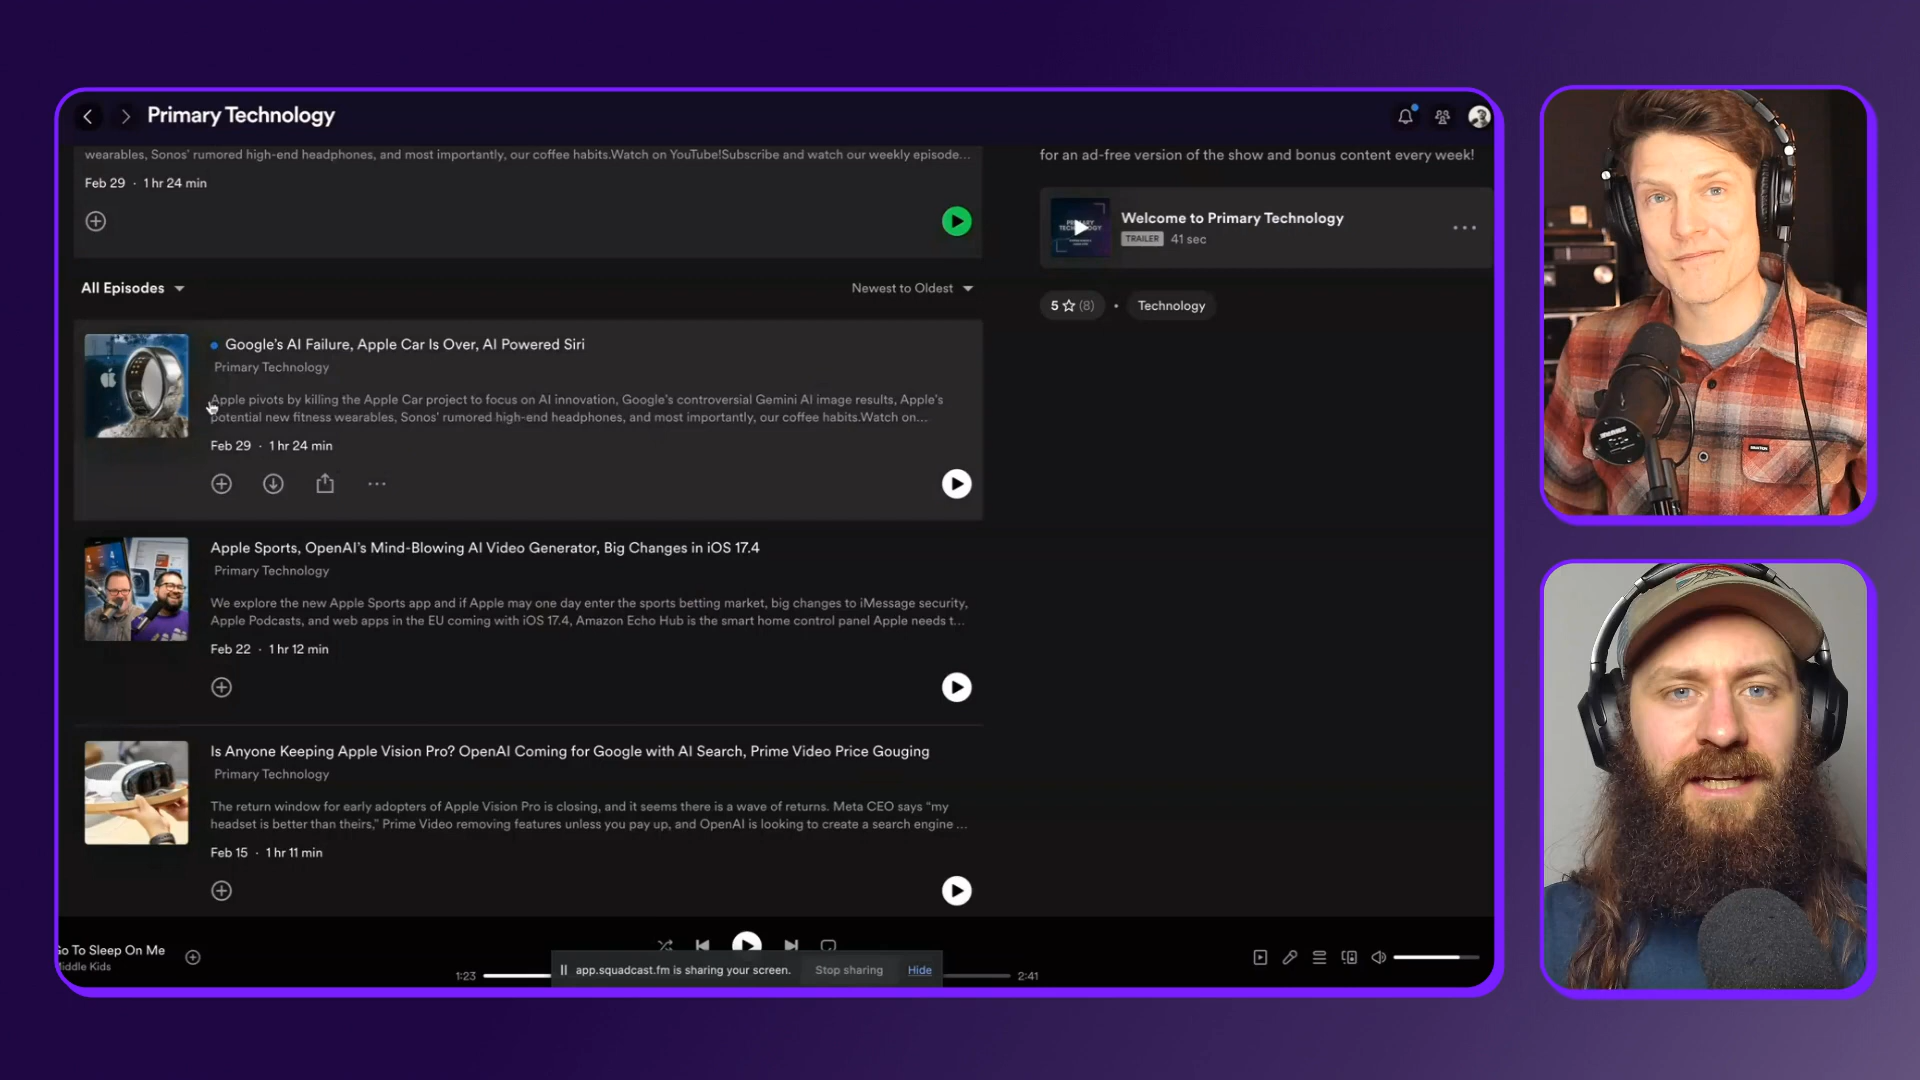 Primary Technology
wearables, Sonos' rumored high-end headphones, and most importantly, our coffee habits.Watch on YouTube!Subscribe and watch our weekly episode...
Feb 29 · 1 hr 24 min
All Episodes
Newest to Oldest
Google's AI Failure, Apple Car Is Over, AI Powered Siri
Primary Technology
Apple pivots by killing the Apple Car project to focus on AI innovation, Google's controversial Gemini AI image results, Apple's
potential new fitness wearables, Sonos' rumored high-end headphones, and most importantly, our coffee habits.Watch on...
Feb 29 · 1 hr 24 min
Apple Sports, OpenAI's Mind-Blowing AI Video Generator, Big Changes in iOS 17.4
Primary Technology
We explore the new Apple Sports app and if Apple may one day enter the sports betting market, big changes to iMessage security,
Apple Podcasts, and web apps in the EU coming with iOS 17.4, Amazon Echo Hub is the smart home control panel Apple needs t...
Feb 22 · 1 hr 12 min
Is Anyone Keeping Apple Vision Pro? OpenAI Coming for Google with AI Search, Prime Video Price Gouging
Primary Technology
The return window for early adopters of Apple Vision Pro is closing, and it seems there is a wave of returns. Meta CEO says "my
headset is better than theirs," Prime Video removing features unless you pay up, and OpenAI is looking to create a search engine ...
Feb 15 · 1 hr 11 min
for an ad-free version of the show and bonus content every week!
PRIMARY
TECHNOLOGY
Welcome to Primary Technology
TRAILER 41 sec
5 (8) • Technology
Go To Sleep On Me
Middle Kids
1:23
2:41
app.squadcast.fm is sharing your screen.
Stop sharing
Hide